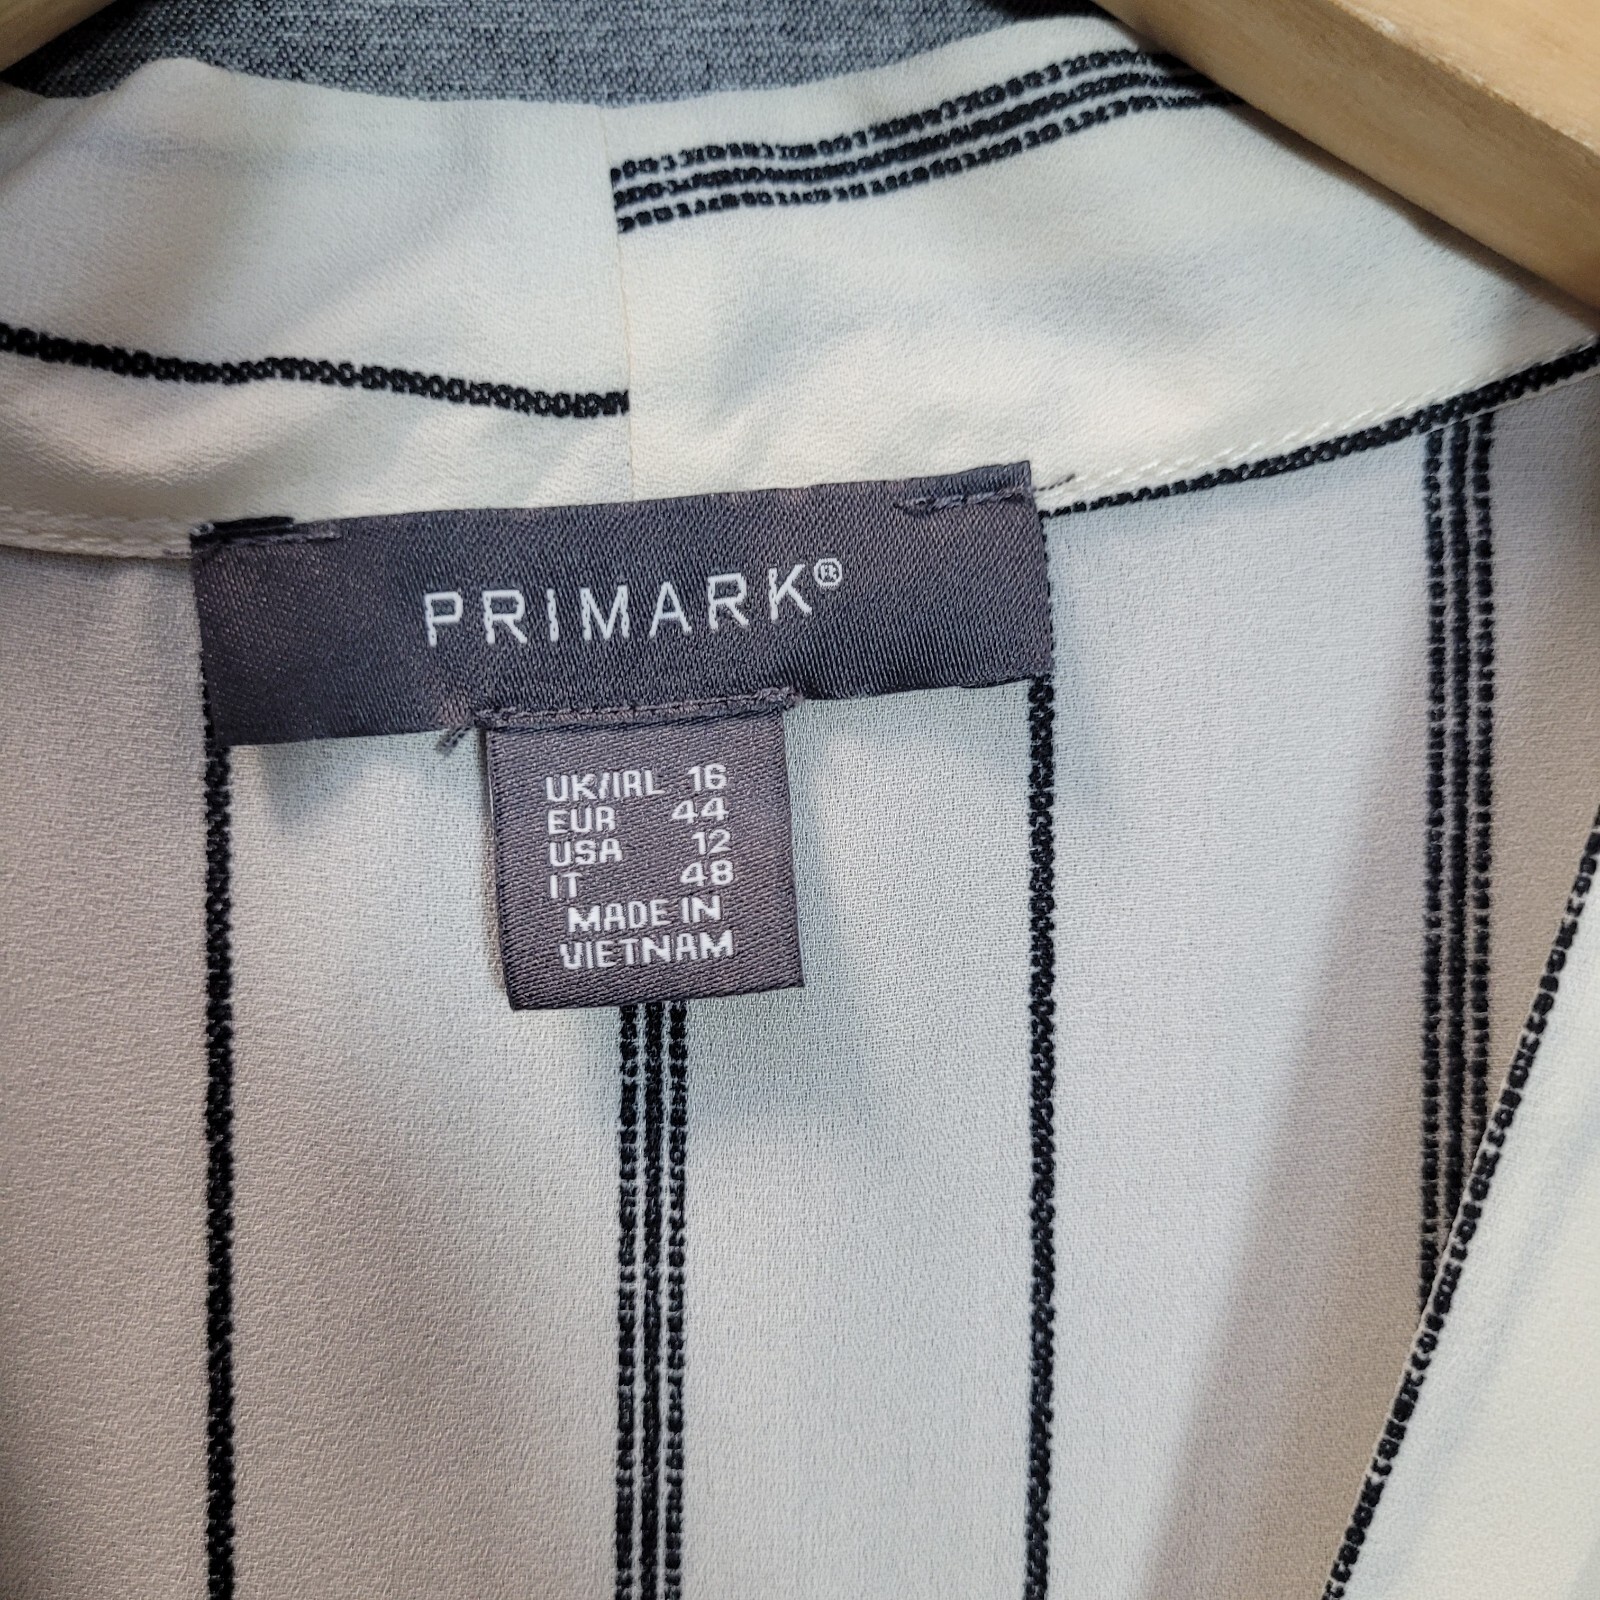 PRIMARK®
UK/IRL 16
EUR 44
USA 12
IT 48
MADE IN
VIETNAM